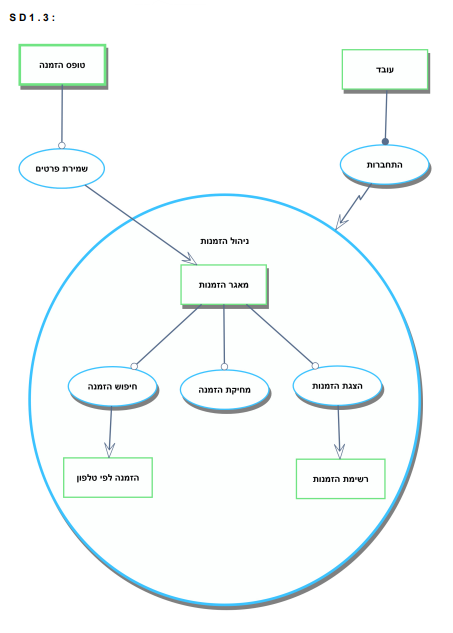 SD1.3:
טופס הזמנה
עובד
שמירת פרטים
התחברות
ניהול הזמנות
מאגר הזמנות
חיפוש הזמנה
מחיקת הזמנה
הצגת הזמנות
הזמנה לפי טלפון
רשימת הזמנות